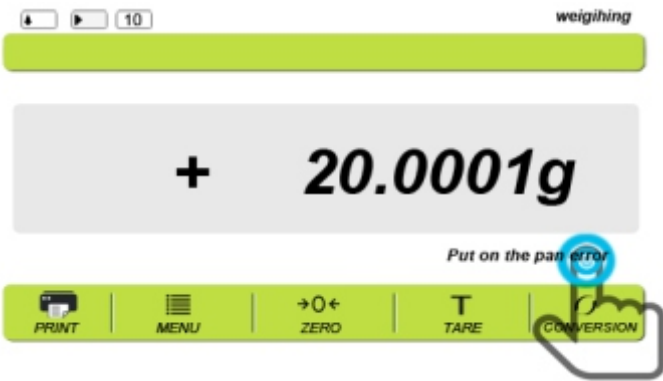 10 weigihing
+ 20.0001g
Put on the pan error
→0←
PRINT MENU ZERO TARE CONVERSION